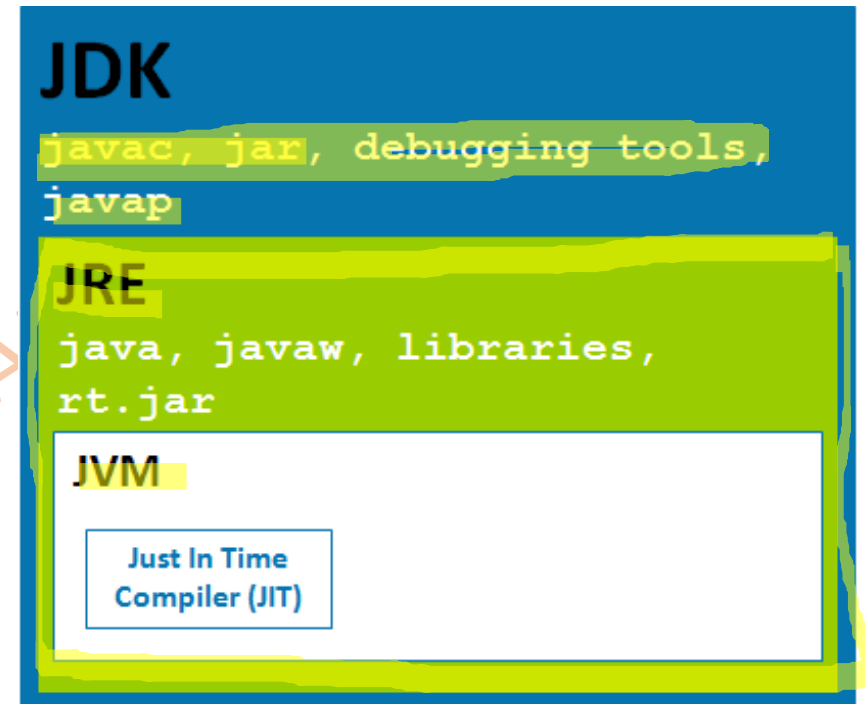 JDK
javac, jar, debugging tools,
javap
JRE
java, javaw, libraries,
rt.jar
JVM
Just In Time
Compiler (JIT)